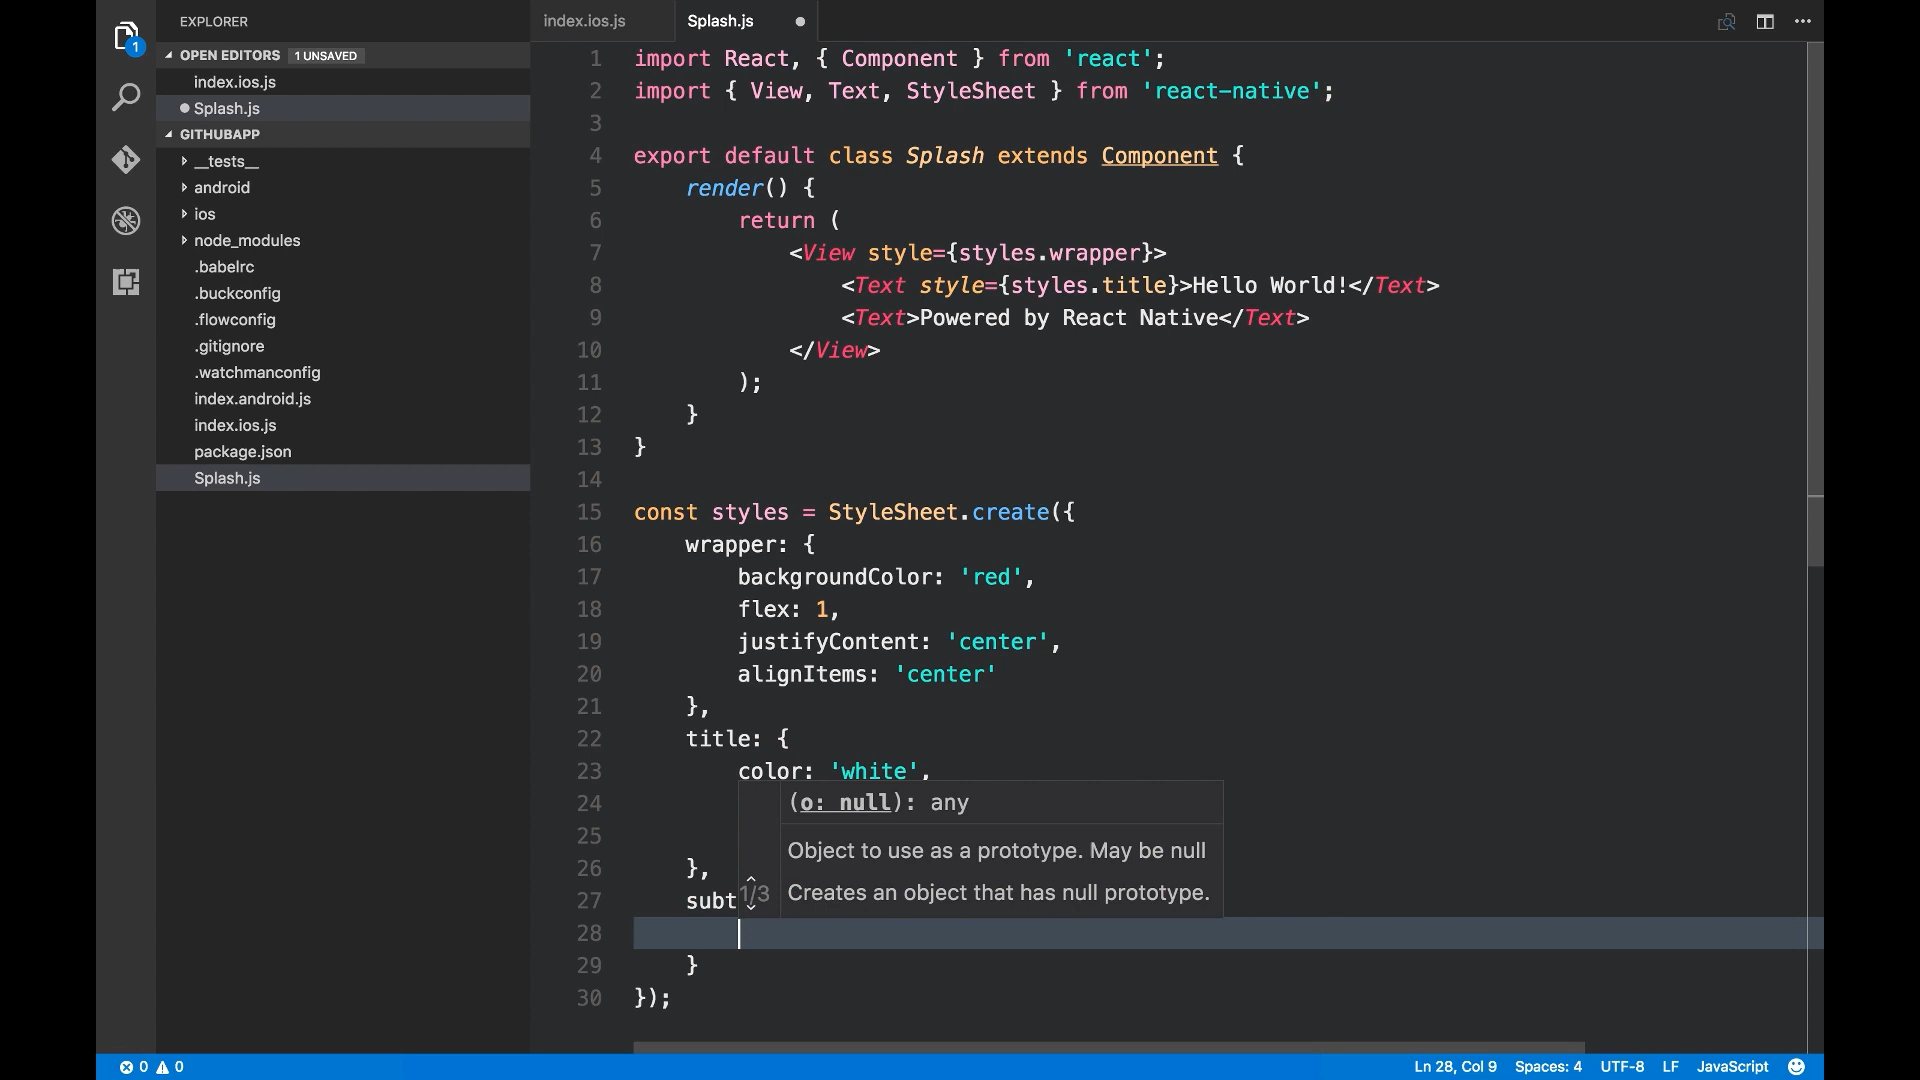 EXPLORER
OPEN EDITORS 1 UNSAVED
index.ios.js
Splash.js
GITHUBAPP
__tests__
android
ios
node_modules
.babelrc
.buckconfig
.flowconfig
.gitignore
.watchmanconfig
index.android.js
index.ios.js
package.json
Splash.js
1
index.ios.js Splash.js
1 import React, { Component } from 'react';
2 import { View, Text, StyleSheet } from 'react-native';
3
4 export default class Splash extends Component {
5 render() {
6 return (
7 <View style={styles.wrapper}>
8 <Text style={styles.title}>Hello World!</Text>
9 <Text>Powered by React Native</Text>
10 </View>
11 );
12 }
13 }
14
15 const styles = StyleSheet.create({
16 wrapper: {
17 backgroundColor: 'red',
18 flex: 1,
19 justifyContent: 'center',
20 alignItems: 'center'
21 },
22 title: {
23 color: 'white',
24
25
26 },
27 subt
28
29 }
30 });
(o: null): any
Object to use as a prototype. May be null
1/3 Creates an object that has null prototype.
0 0 Ln 28, Col 9 Spaces: 4 UTF-8 LF JavaScript